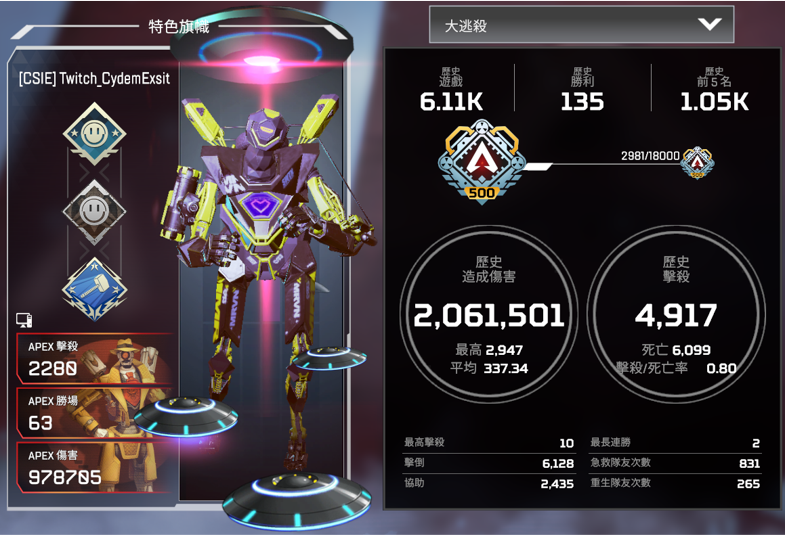 特色旗幟
[CSIE] Twitch_CydemExsit
APEX 擊殺
2280
APEX 勝場
63
APEX 傷害
978705
MRVN
大逃殺
歷史
遊戲
6.11K
歷史
勝利
135
歷史
前 5 名
1.05K
500
2981/18000
歷史
造成傷害
2,061,501
最高 2,947
平均 337.34
歷史
擊殺
4,917
死亡 6,099
擊殺/死亡率 0.80
最高擊殺 10
擊倒 6,128
協助 2,435
最長連勝 2
急救隊友次數 831
重生隊友次數 265